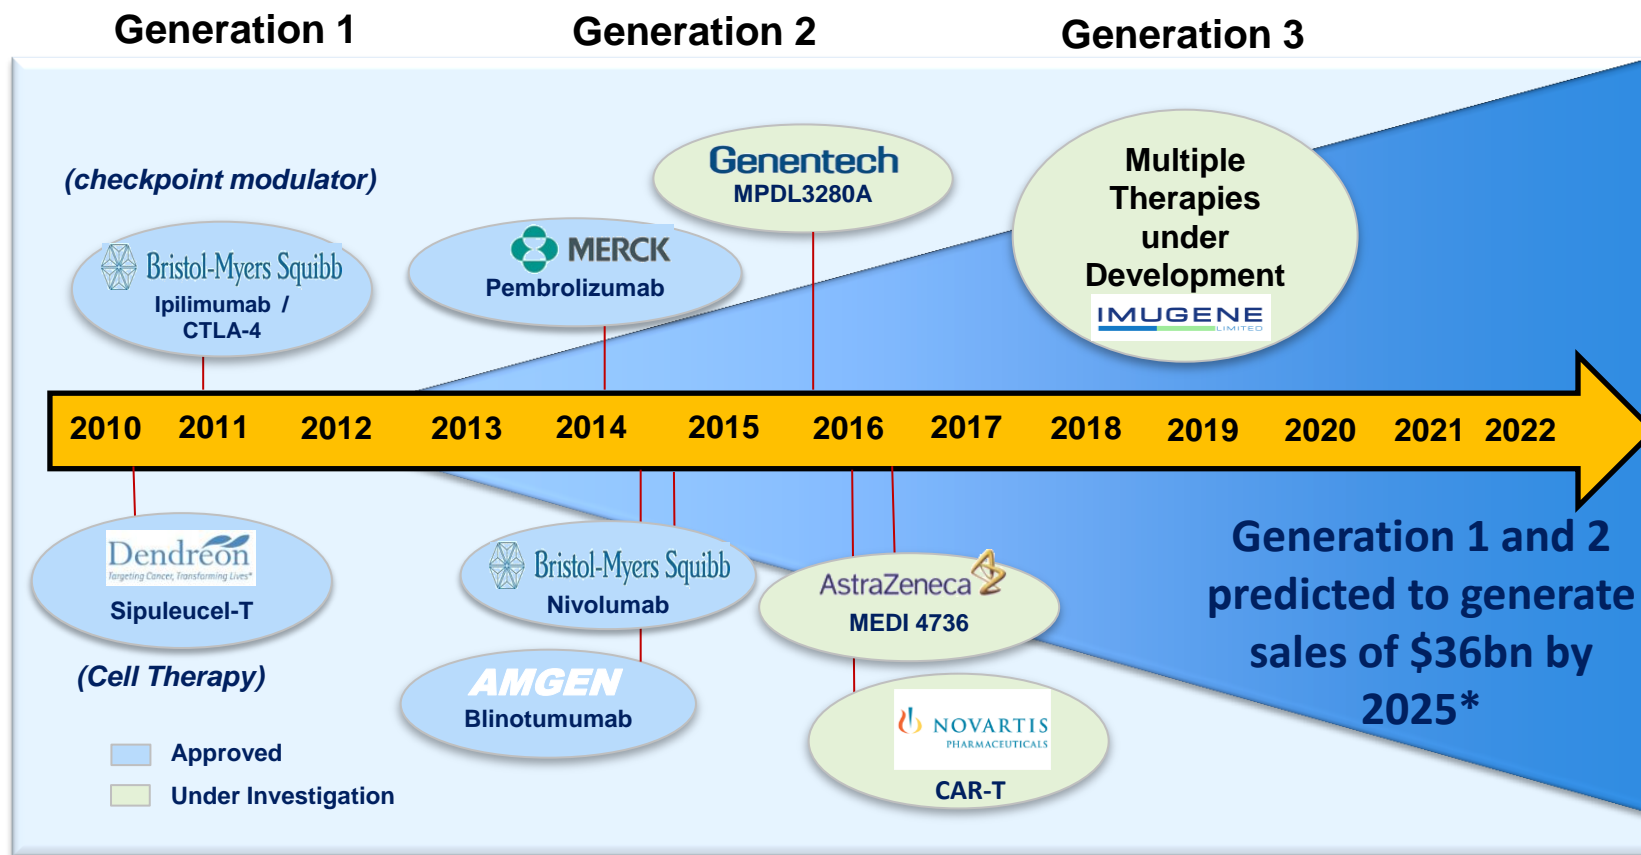 Generation 1
Generation 2
Generation 3
(checkpoint modulator)
Bristol-Myers Squibb
Ipilimumab /
CTLA-4
MERCK
Pembrolizumab
Genentech
MPDL3280A
Multiple
Therapies
under
Development
IMUGENE
LIMITED
2010 2011 2012 2013 2014 2015 2016 2017 2018 2019 2020 2021 2022
Dendreon
Targeting Cancer, Transforming Lives®
Sipuleucel-T
(Cell Therapy)
Bristol-Myers Squibb
Nivolumab
AMGEN
Blinotumumab
AstraZeneca
MEDI 4736
NOVARTIS
PHARMACEUTICALS
CAR-T
Generation 1 and 2
predicted to generate
sales of $36bn by
2025*
Approved
Under Investigation